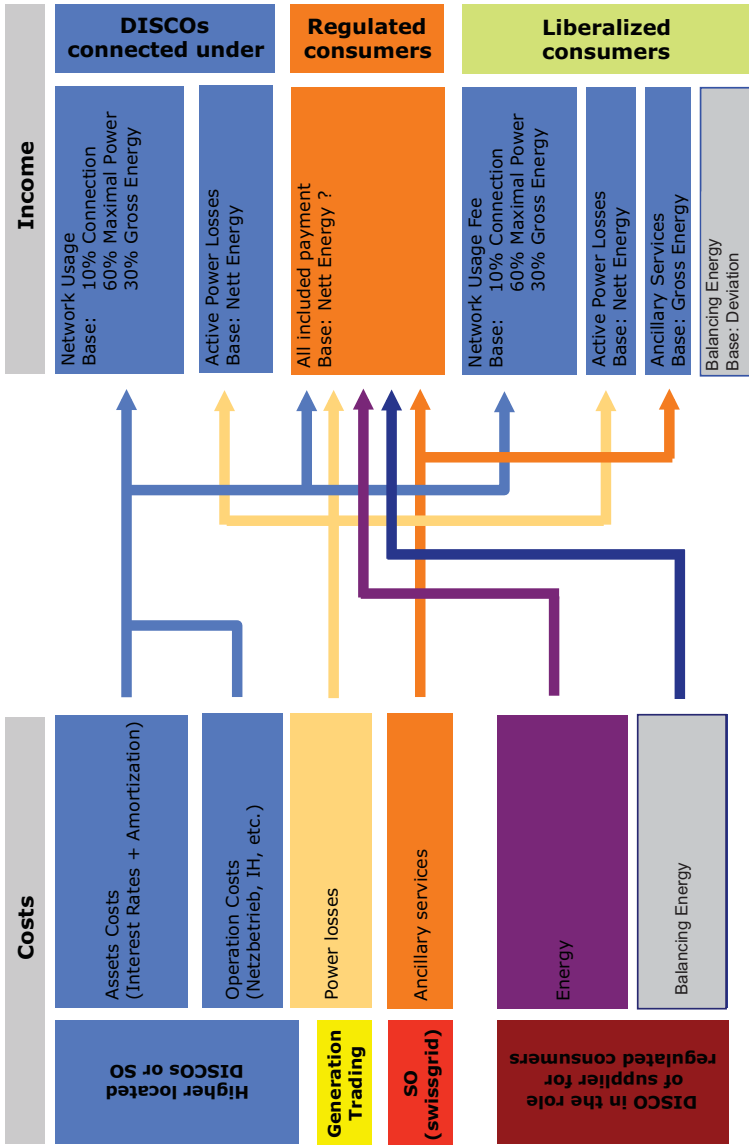 Costs
Higher located
DISCOs or SO
Assets Costs
(Interest Rates + Amortization)
Operation Costs
(Netzbetrieb, IH, etc.)
Generation
Trading
Power losses
SO
(swissgrid)
Ancillary services
DISCO in the role
of supplier for
regulated consumers
Energy
Balancing Energy
Income
Network Usage
Base: 10% Connection
60% Maximal Power
30% Gross Energy
Active Power Losses
Base: Nett Energy
DISCOs
connected under
All included payment
Base: Nett Energy ?
Regulated
consumers
Network Usage Fee
Base: 10% Connection
60% Maximal Power
30% Gross Energy
Active Power Losses
Base: Nett Energy
Ancillary Services
Base: Gross Energy
Balancing Energy
Base: Deviation
Liberalized
consumers